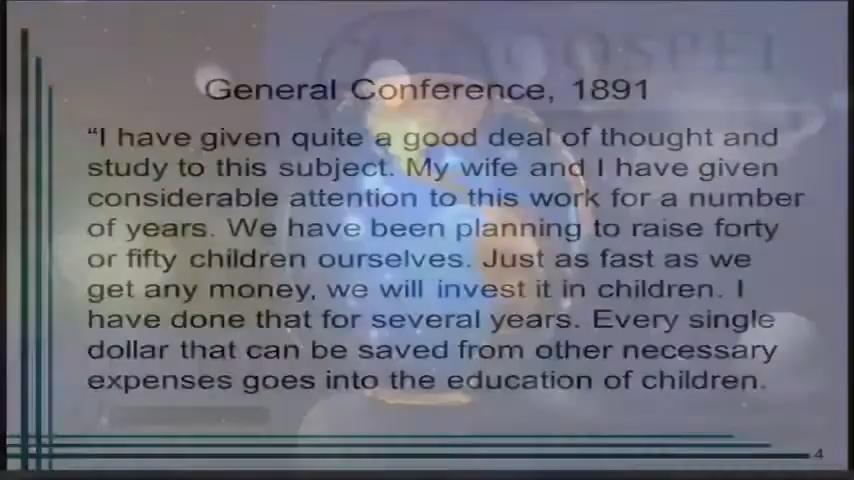 GOSPEL
General Conference, 1891
“I have given quite a good deal of thought and
study to this subject. My wife and I have given
considerable attention to this work for a number
of years. We have been planning to raise forty
or fifty children ourselves. Just as fast as we
get any money, we will invest it in children. I
have done that for several years. Every single
dollar that can be saved from other necessary
expenses goes into the education of children.
4